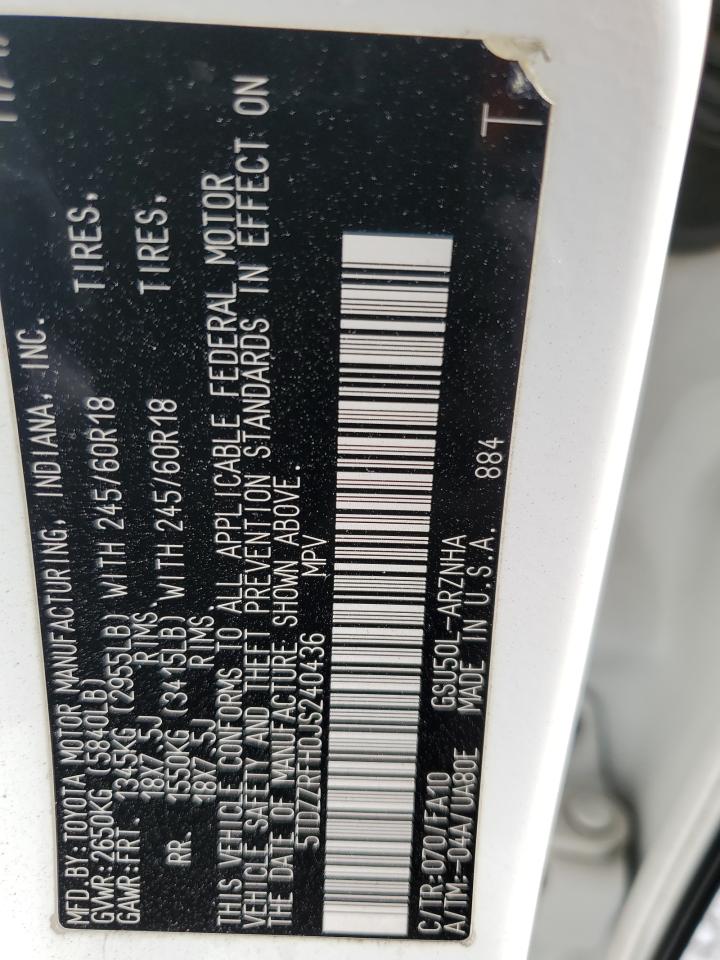 MFD.BY:TOYOTA MOTOR MANUFACTURING, INDIANA, INC.
GVWR:2650KG (5840LB)
GAWR:FRT. 1345KG (2955LB) WITH 245/60R18 TIRES,
18X7.5J RIMS
RR. 1550KG (3415LB) WITH 245/60R18 TIRES,
18X7.5J RIMS
THIS VEHICLE CONFORMS TO ALL APPLICABLE FEDERAL MOTOR
VEHICLE SAFETY AND THEFT PREVENTION STANDARDS IN EFFECT ON
THE DATE OF MANUFACTURE SHOWN ABOVE.
5TDZZRFH0JS240436 MPV
C/TR:070/FA10 GSU50L-ARZNHA
A/TM:-04A/UA80E MADE IN U.S.A. 884
T